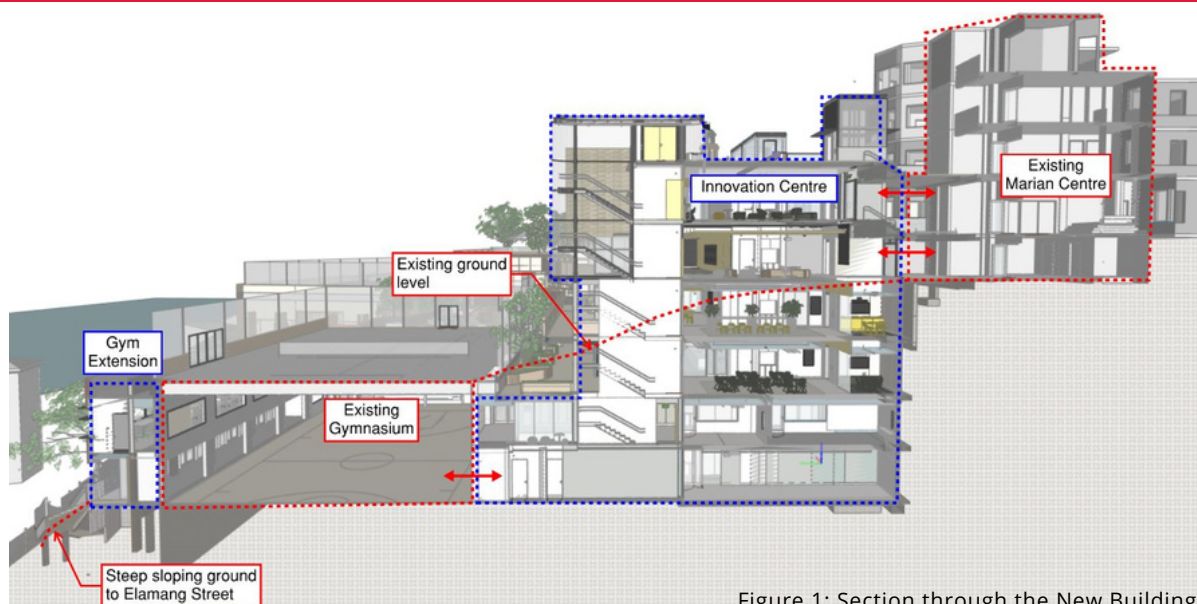 Innovation Centre
Existing
Marian Centre
Existing ground
level
Gym
Extension
Existing
Gymnasium
Steep sloping ground
to Elamang Street
Figure 1: Section through the New Building